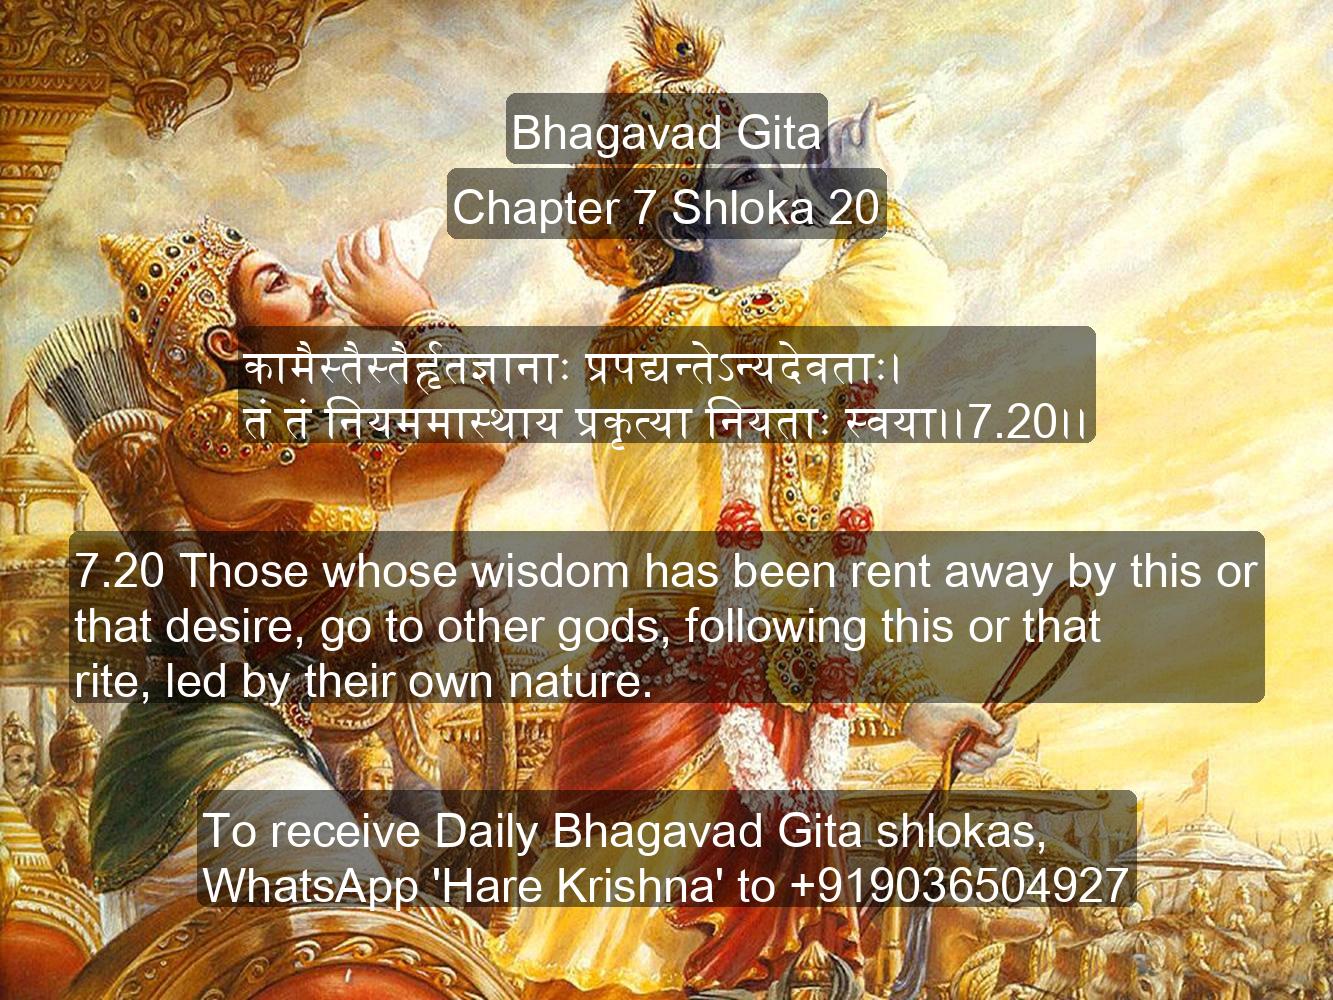 Bhagavad Gita
Chapter 7 Shloka 20
कामैस्तैस्तैर्हृतज्ञानाः प्रपद्यन्तेऽन्यदेवताः।
तं तं नियममास्थाय प्रकृत्या नियताः स्वया।।7.20।।
7.20 Those whose wisdom has been rent away by this or
that desire, go to other gods, following this or that
rite, led by their own nature.
To receive Daily Bhagavad Gita shlokas,
WhatsApp 'Hare Krishna' to +919036504927